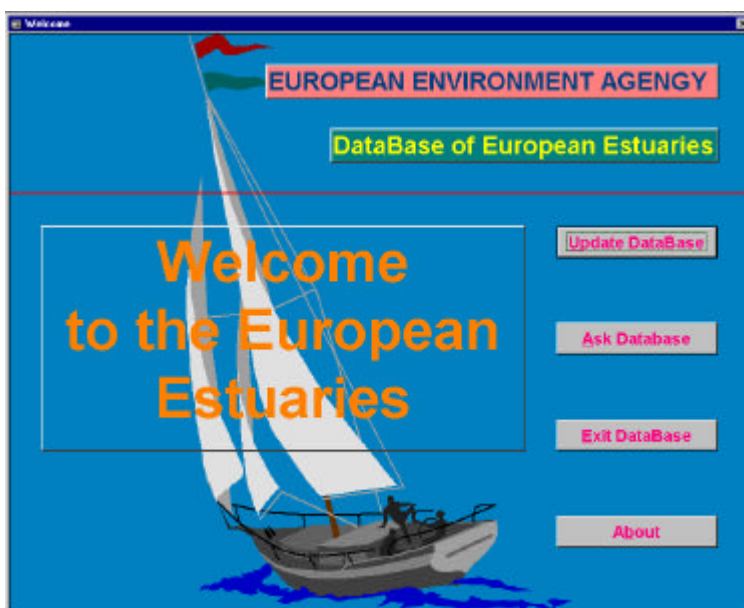 Welcome
EUROPEAN ENVIRONMENT AGENGY
DataBase of European Estuaries
Welcome
to the European
Estuaries
Update DataBase
Ask Database
Exit DataBase
About